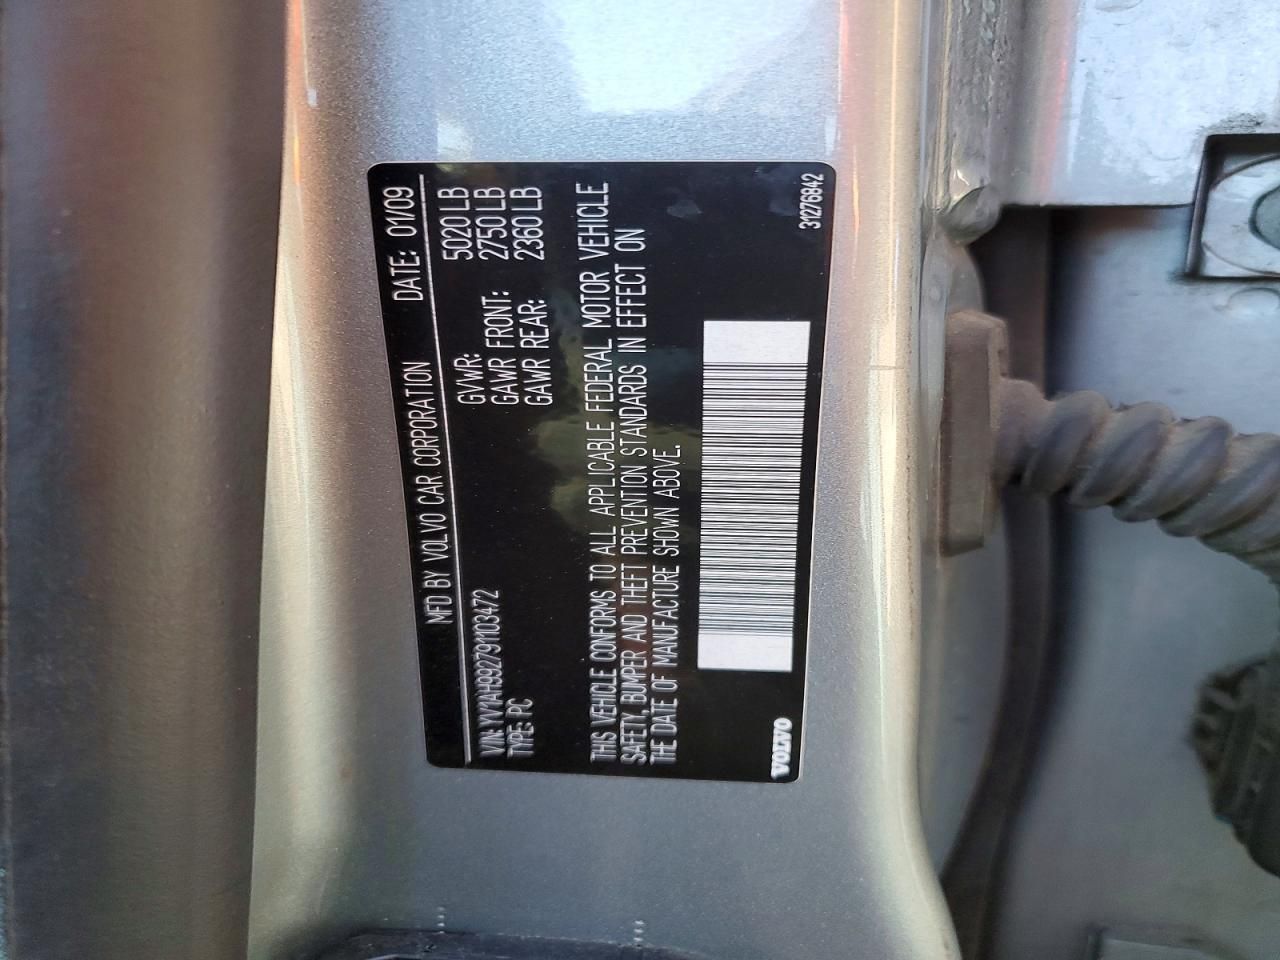 MFD BY VOLVO CAR CORPORATION DATE: 01/09
GVWR: 5020 LB
GAWR FRONT: 2750 LB
VIN: YV1AH992791103472 GAWR REAR: 2360 LB
TYPE: PC
THIS VEHICLE CONFORMS TO ALL APPLICABLE FEDERAL MOTOR VEHICLE
SAFETY, BUMPER AND THEFT PREVENTION STANDARDS IN EFFECT ON
THE DATE OF MANUFACTURE SHOWN ABOVE.
VOLVO 31276842